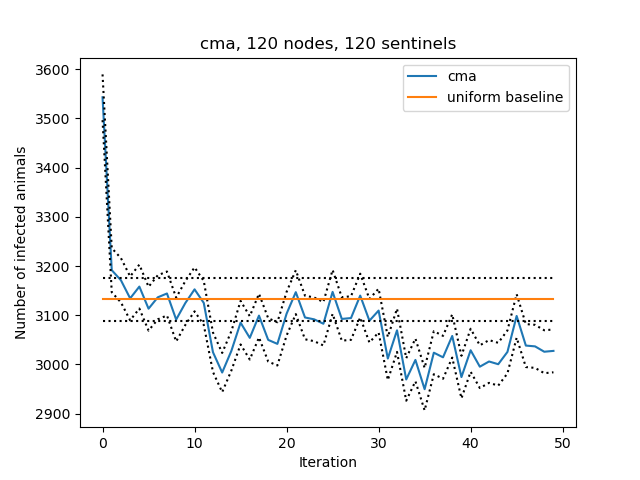 cma, 120 nodes, 120 sentinels
3600
3500
3400
3300
3200
3100
3000
2900
Number of infected animals
cma
uniform baseline
0
10
20
30
40
50
Iteration